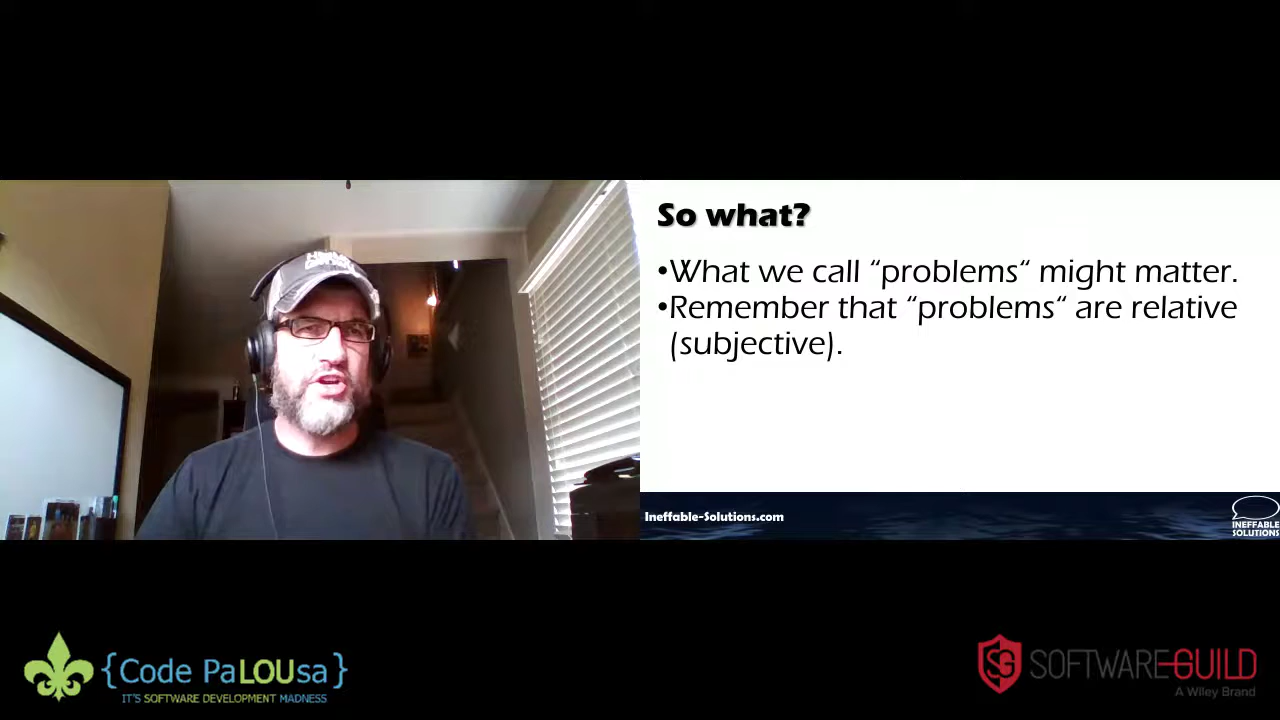 So what?
•What we call “problems“ might matter.
•Remember that “problems“ are relative
(subjective).
Ineffable-Solutions.com
INEFFABLE
SOLUTIONS
{Code PaLOUsa}
IT'S SOFTWARE DEVELOPMENT MADNESS
SG SOFTWARE GUILD
A Wiley Brand